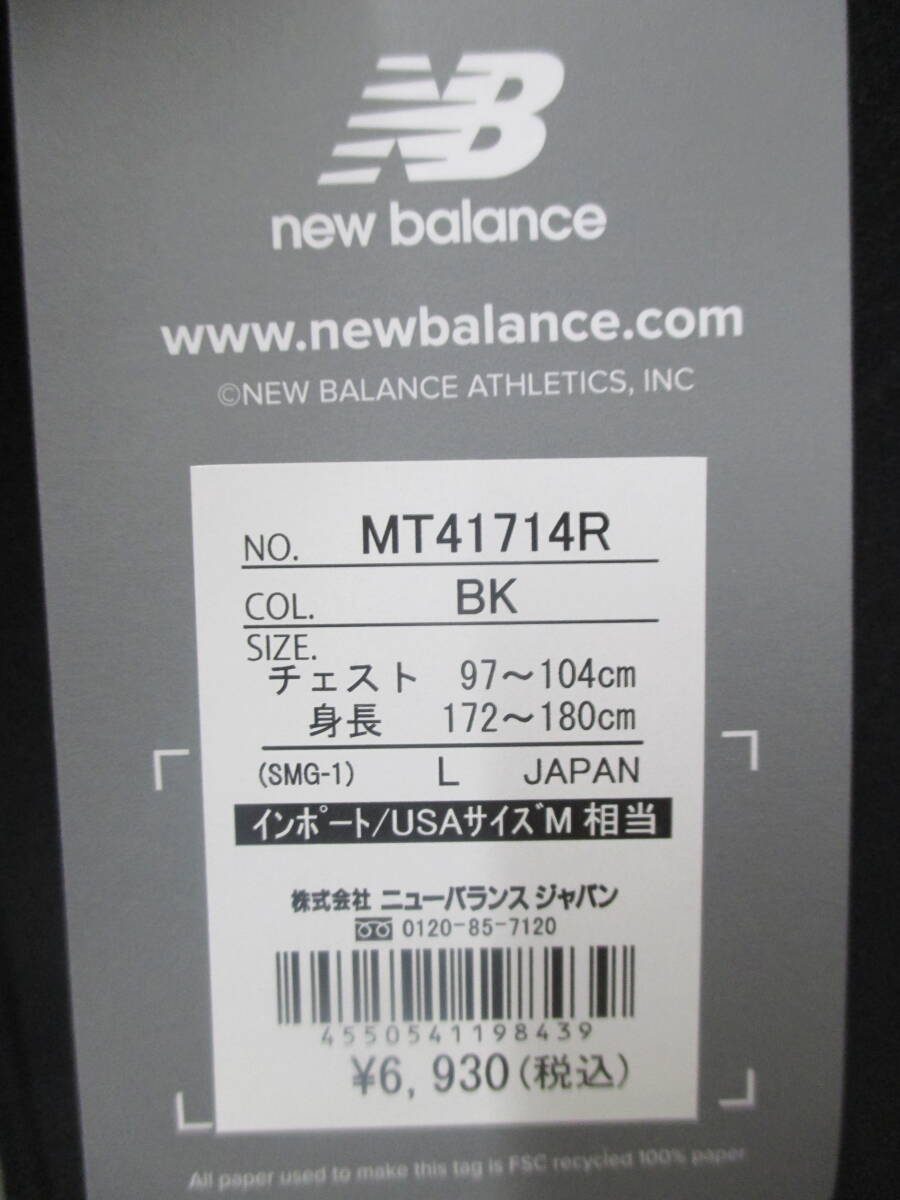 NB
new balance
www.newbalance.com
©NEW BALANCE ATHLETICS, INC
NO. MT41714R
COL. BK
SIZE.
チェスト 97～104cm
身長 172～180cm
(SMG-1) L JAPAN
インポート/USAサイズM 相当
株式会社 ニューバランス ジャパン
0120-85-7120
4550541198439
¥6,930(税込)
All paper used to make this tag is FSC recycled 100% paper